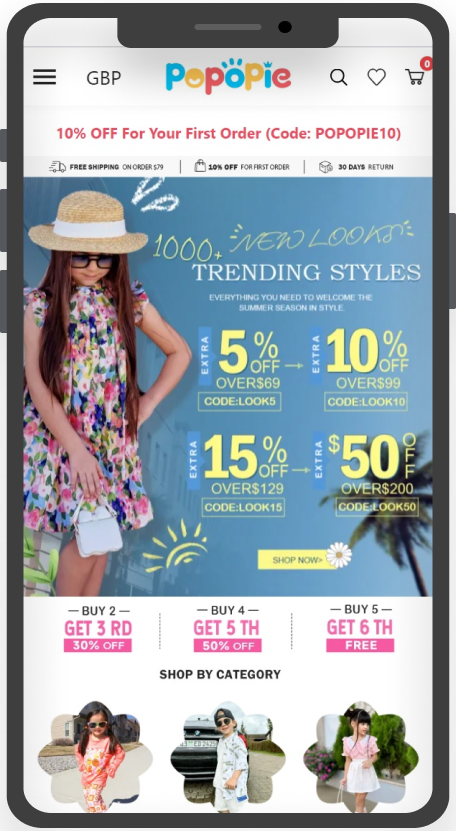 0
GBP
PopoPie
10% OFF For Your First Order (Code: POPOPIE10)
FREE SHIPPING ON ORDER $79
10% OFF FOR FIRST ORDER
30 DAYS RETURN
1000+ NEW LOOKS
TRENDING STYLES
EVERYTHING YOU NEED TO WELCOME THE
SUMMER SEASON IN STYLE.
EXTRA 5% OFF
OVER$69
CODE:LOOK5
EXTRA 10% OFF
OVER$99
CODE:LOOK10
EXTRA 15% OFF
OVER$129
CODE:LOOK15
EXTRA $50 OFF
OVER$200
CODE:LOOK50
SHOP NOW>
BUY 2
GET 3 RD
30% OFF
BUY 4
GET 5 TH
50% OFF
BUY 5
GET 6 TH
FREE
SHOP BY CATEGORY